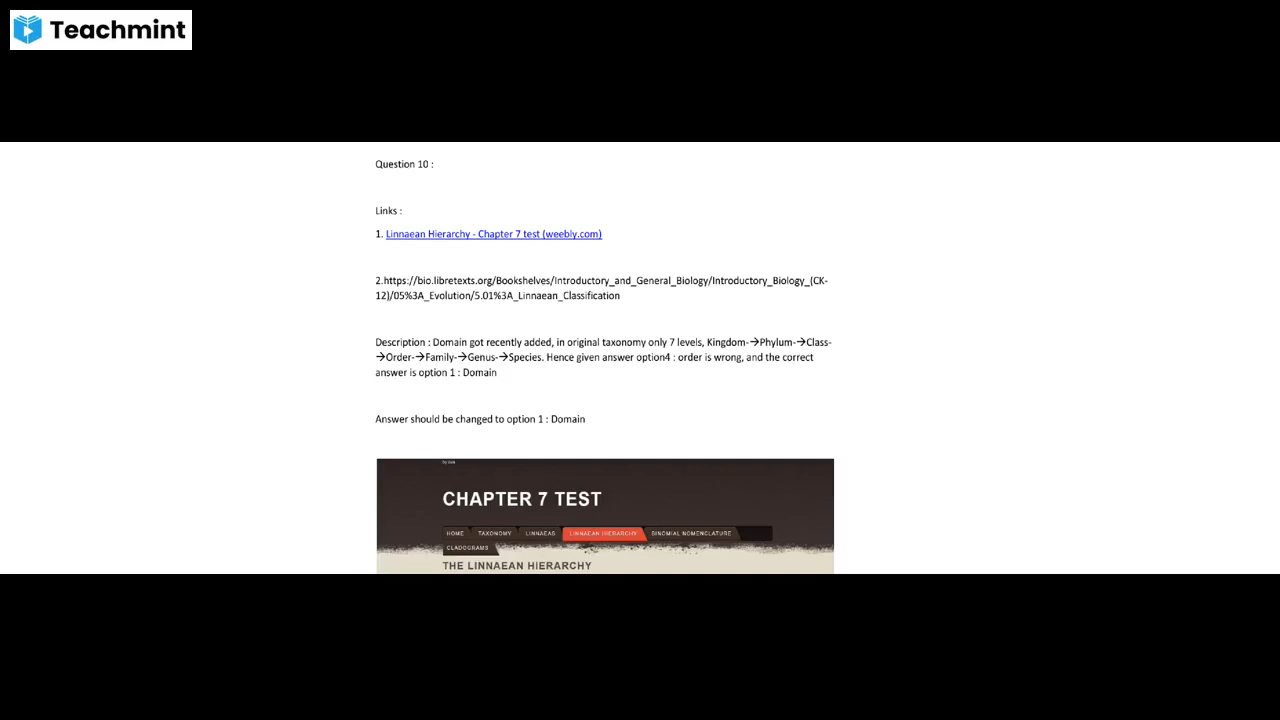 Teachmint
Question 10 :
Links :
1. Linnaean Hierarchy - Chapter 7 test (weebly.com)
2.https://bio.libretexts.org/Bookshelves/Introductory_and_General_Biology/Introductory_Biology_(CK-
12)/05%3A_Evolution/5.01%3A_Linnaean_Classification
Description : Domain got recently added, in original taxonomy only 7 levels, Kingdom-→Phylum-→Class-
→Order-→Family-→Genus-→Species. Hence given answer option4 : order is wrong, and the correct
answer is option 1 : Domain
Answer should be changed to option 1 : Domain
CHAPTER 7 TEST
HOME TAXONOMY LINNAEAS LINNAEAN HIERARCHY BINOMIAL NOMENCLATURE
CLADOGRAMS
THE LINNAEAN HIERARCHY